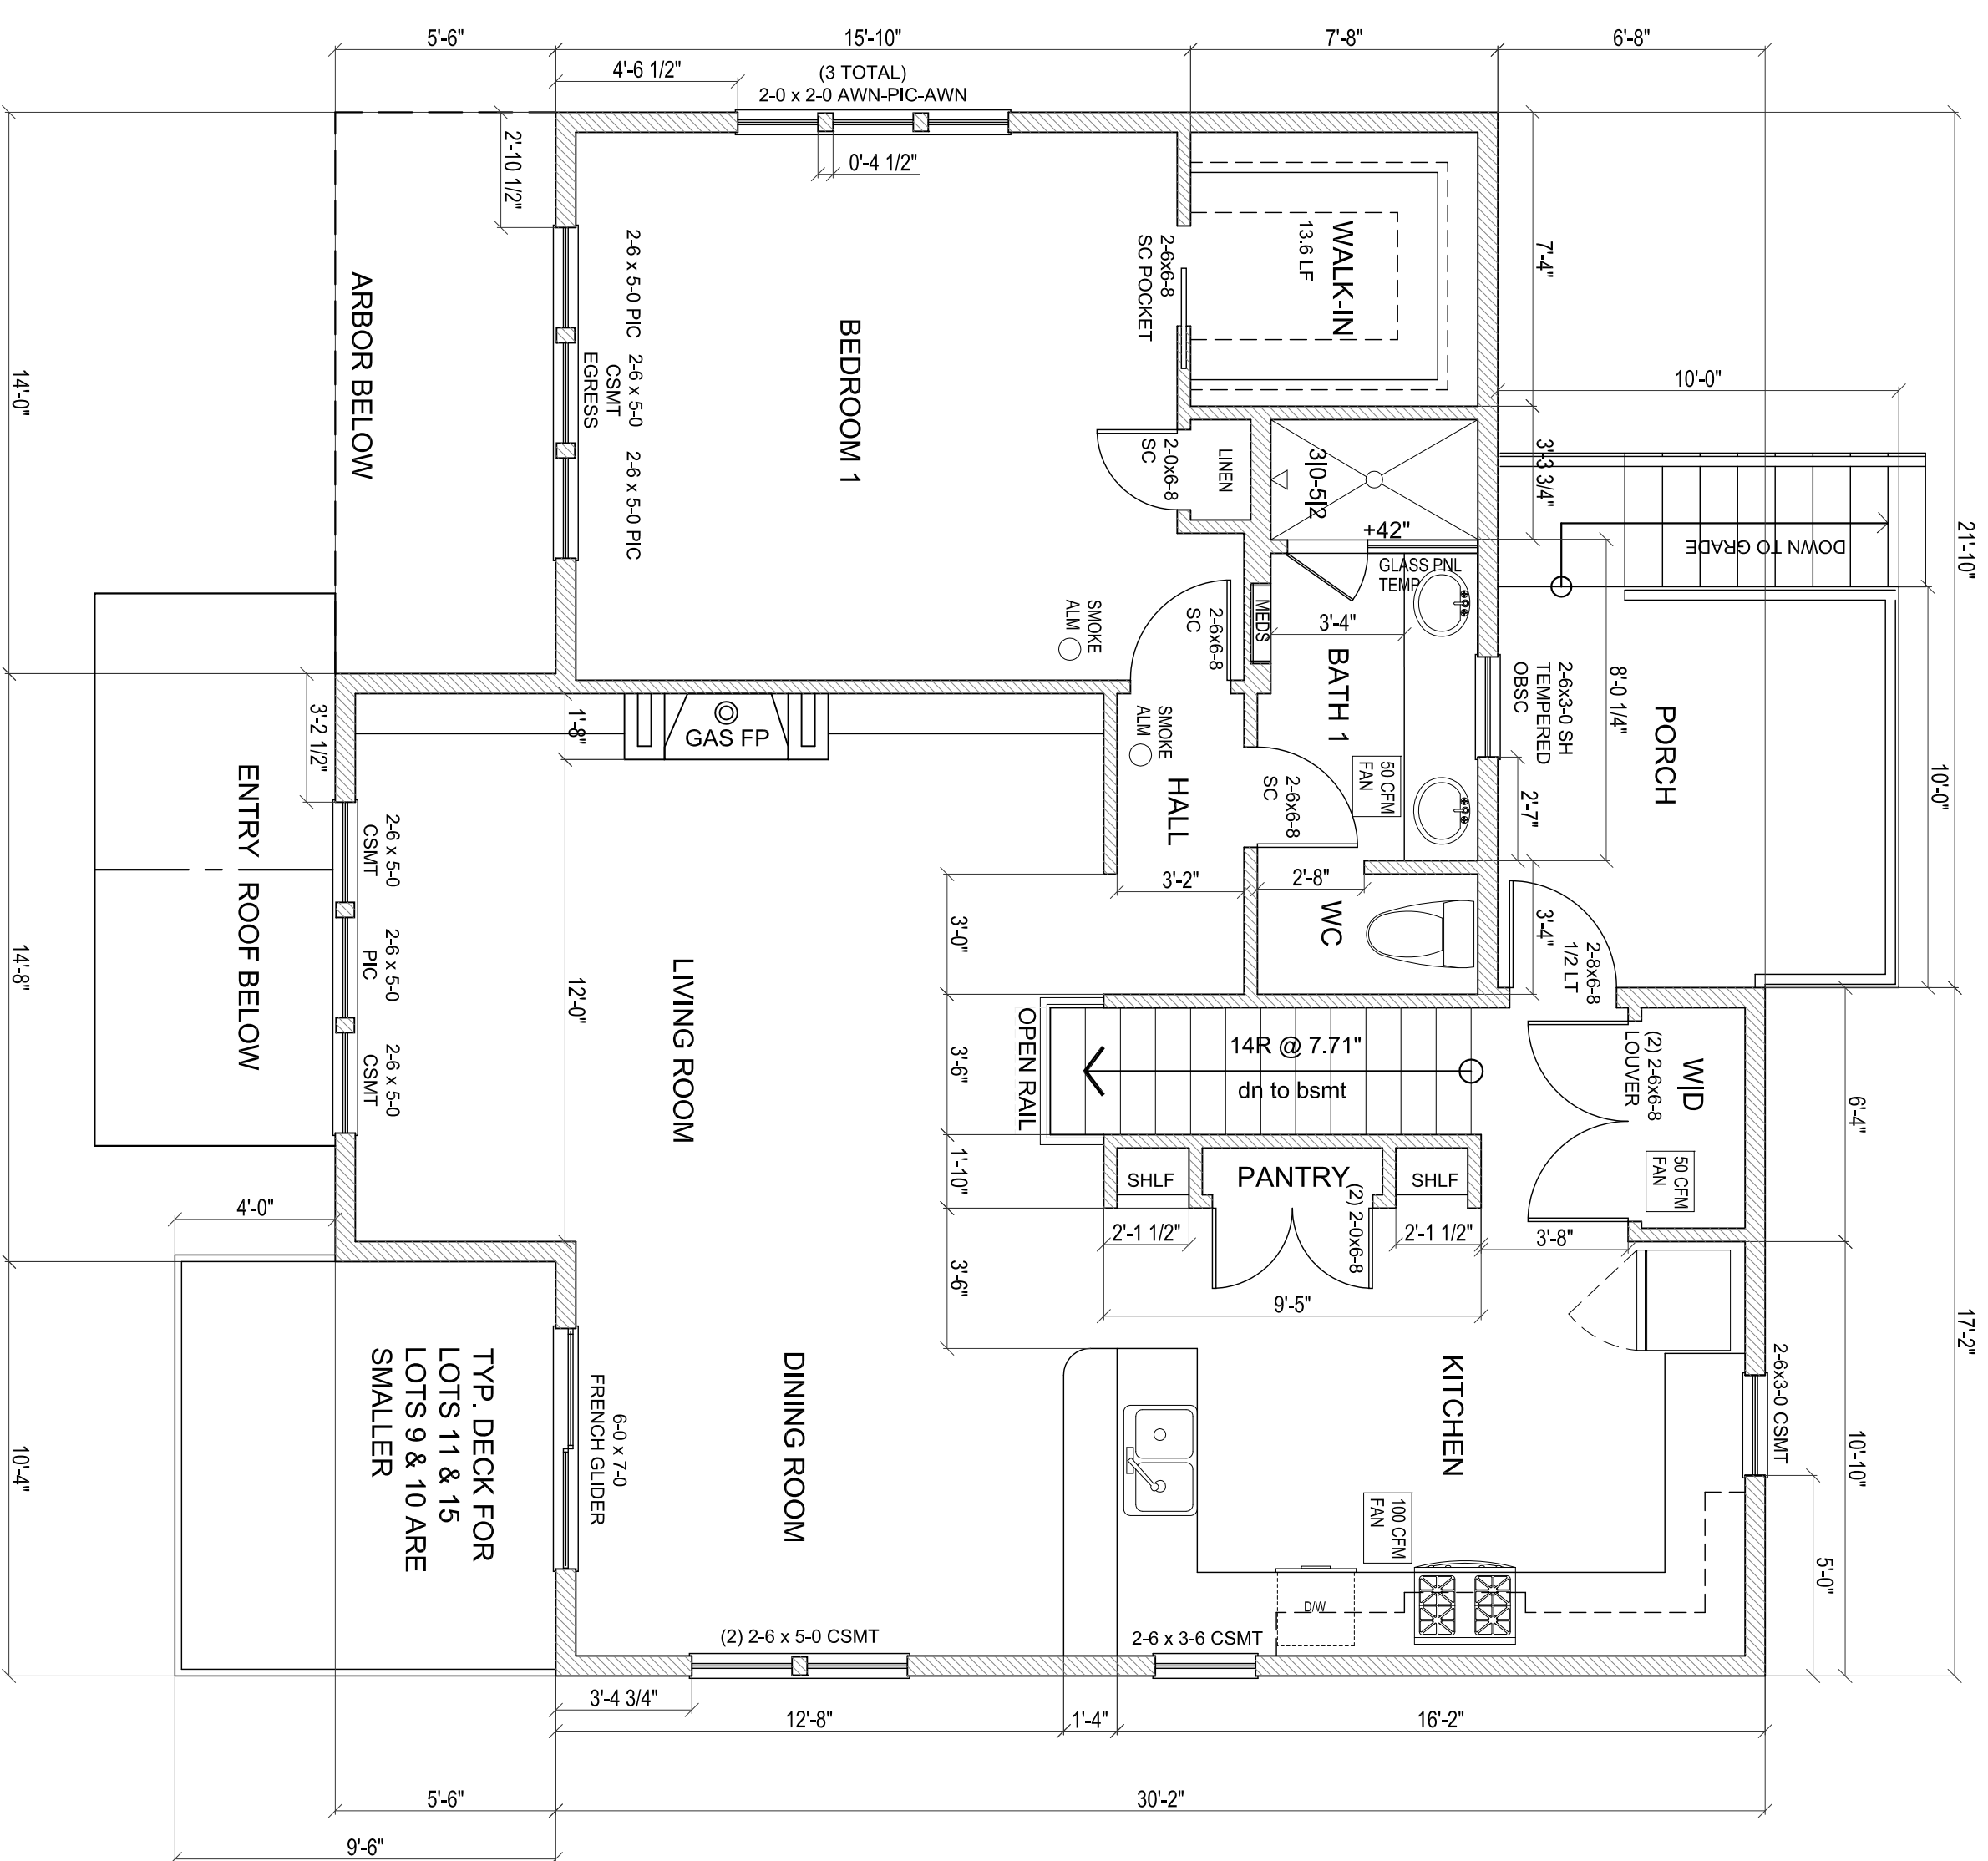 5'-6"
15'-10"
7'-8"
6'-8"
4'-6 1/2"
(3 TOTAL)
2-0 x 2-0 AWN-PIC-AWN
0'-4 1/2"
2'-10 1/2"
14'-0"
ARBOR BELOW
2-6 x 5-0 PIC
2-6 x 5-0
CSMT
EGRESS
2-6 x 5-0 PIC
BEDROOM 1
2-6x6-8
SC POCKET
WALK-IN
13.6 LF
7'-4"
10'-0"
21'-10"
2-0x6-8
SC
LINEN
3|0-5|2
+42"
3'-3 3/4"
DOWN TO GRADE
GLASS PNL
TEMP
SMOKE
ALM
2-6x6-8
SC
MEDS
3'-4"
BATH 1
2-6x3-0 SH
TEMPERED
OBSC
8'-0 1/4"
PORCH
10'-0"
3'-2 1/2"
1'-8"
GAS FP
SMOKE
ALM
HALL
2-6x6-8
SC
50 CFM
FAN
2'-7"
ENTRY ROOF BELOW
14'-8"
2-6 x 5-0
CSMT
2-6 x 5-0
PIC
2-6 x 5-0
CSMT
12'-0"
LIVING ROOM
3'-0"
3'-2"
2'-8"
WC
3'-4"
2-8x6-8
1/2 LT
OPEN RAIL
3'-6"
14R @ 7.71"
dn to bsmt
(2) 2-6x6-8
LOUVER
W|D
6'-4"
1'-10"
SHLF
PANTRY
SHLF
(2) 2-0x6-8
50 CFM
FAN
4'-0"
2'-1 1/2"
2'-1 1/2"
3'-8"
3'-6"
9'-5"
17'-2"
10'-4"
TYP. DECK FOR
LOTS 11 & 15
LOTS 9 & 10 ARE
SMALLER
6-0 x 7-0
FRENCH GLIDER
DINING ROOM
KITCHEN
2-6x3-0 CSMT
10'-10"
100 CFM
FAN
5'-0"
D/W
(2) 2-6 x 5-0 CSMT
2-6 x 3-6 CSMT
3'-4 3/4"
12'-8"
1'-4"
16'-2"
5'-6"
30'-2"
9'-6"